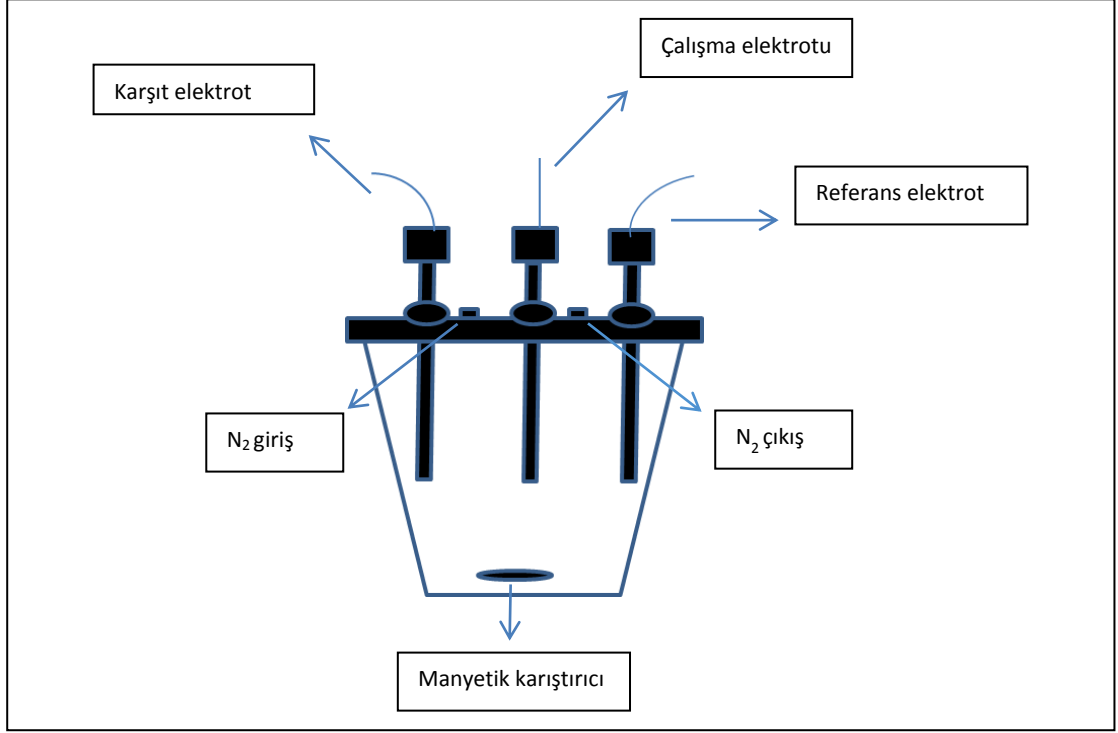 Çalışma elektrotu
Karşıt elektrot
Referans elektrot
N₂ giriş
N₂ çıkış
Manyetik karıştırıcı